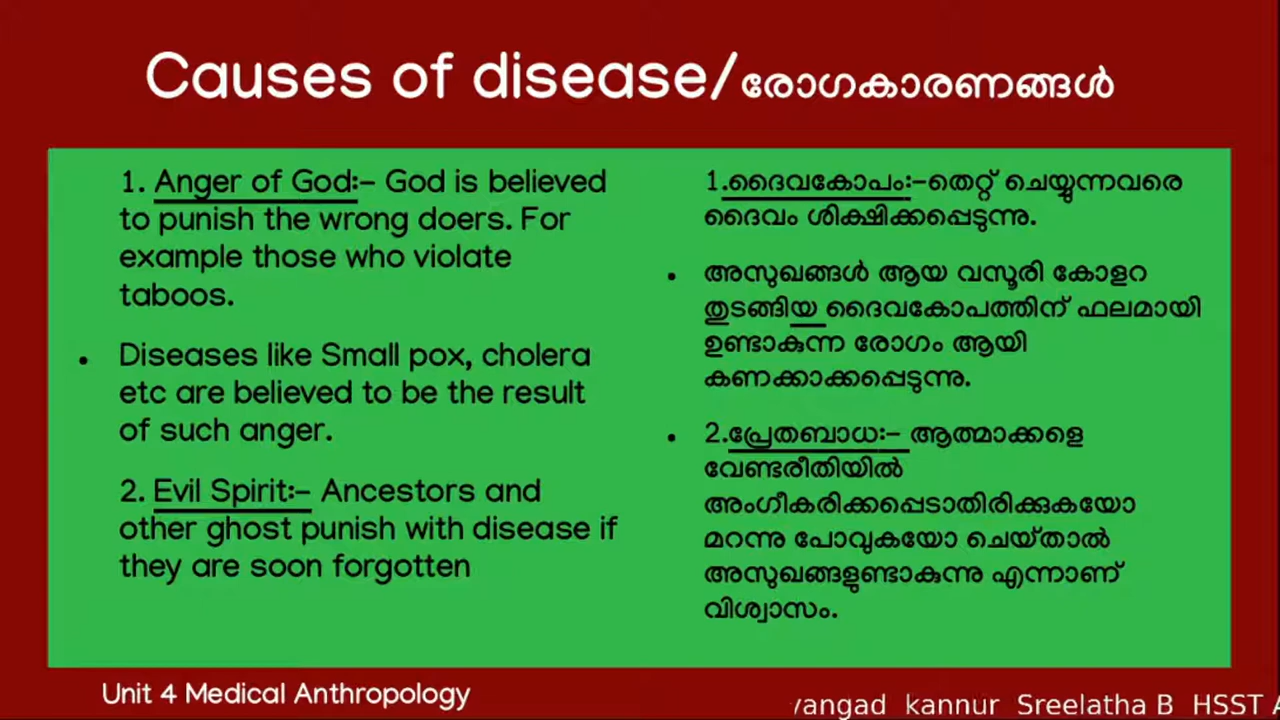 Causes of disease/രോഗകാരണങ്ങൾ
1. Anger of God:- God is believed
to punish the wrong doers. For
example those who violate
taboos.
• Diseases like Small pox, cholera
etc are believed to be the result
of such anger.
2. Evil Spirit:- Ancestors and
other ghost punish with disease if
they are soon forgotten
1.ദൈവകോപം:-തെറ്റ് ചെയ്യുന്നവരെ
ദൈവം ശിക്ഷിക്കപ്പെടുന്നു.
• അസുഖങ്ങൾ ആയ വസൂരി കോളറ
തുടങ്ങിയ ദൈവകോപത്തിന് ഫലമായി
ഉണ്ടാകുന്ന രോഗം ആയി
കണക്കാക്കപ്പെടുന്നു.
• 2.പ്രേതബാധ:- ആത്മാക്കളെ
വേണ്ടരീതിയിൽ
അംഗീകരിക്കപ്പെടാതിരിക്കുകയോ
മറന്നു പോവുകയോ ചെയ്താൽ
അസുഖങ്ങളുണ്ടാകുന്നു എന്നാണ്
വിശ്വാസം.
Unit 4 Medical Anthropology
kannur Sreelatha B HSST